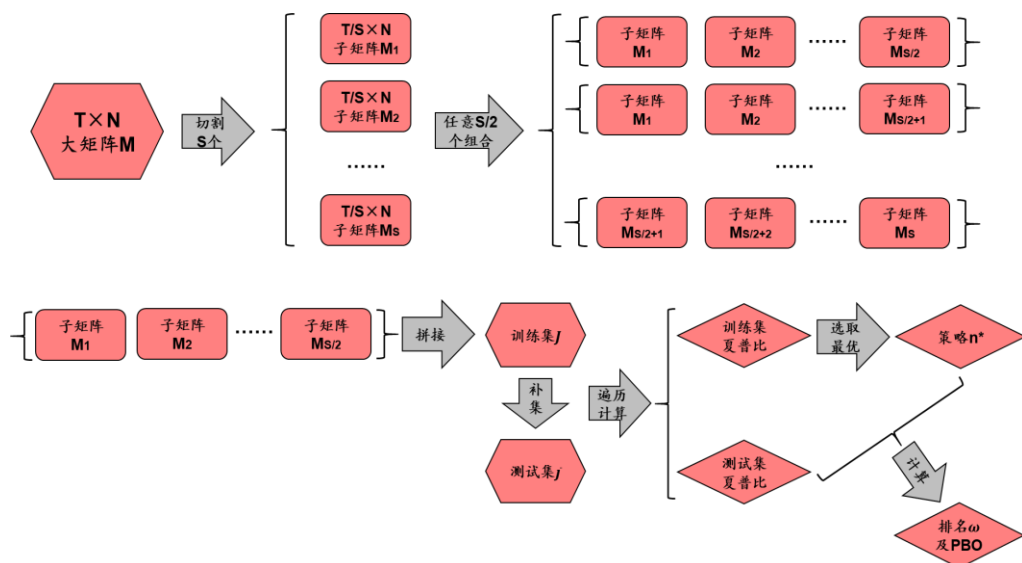 T×N
大矩阵M
切割
S个
T/S×N
子矩阵M1
T/S×N
子矩阵M2
······
T/S×N
子矩阵MS
任意S/2
个组合
子矩阵
M1
子矩阵
M2
······
子矩阵
MS/2
子矩阵
M1
子矩阵
M2
······
子矩阵
MS/2+1
······
子矩阵
MS/2+1
子矩阵
MS/2+2
······
子矩阵
MS
子矩阵
M1
子矩阵
M2
······
子矩阵
MS/2
拼接
训练集J
补
集
测试集J
遍历
计算
训练集
夏普比
选取
最优
策略n*
测试集
夏普比
计算
排名ω
及PBO